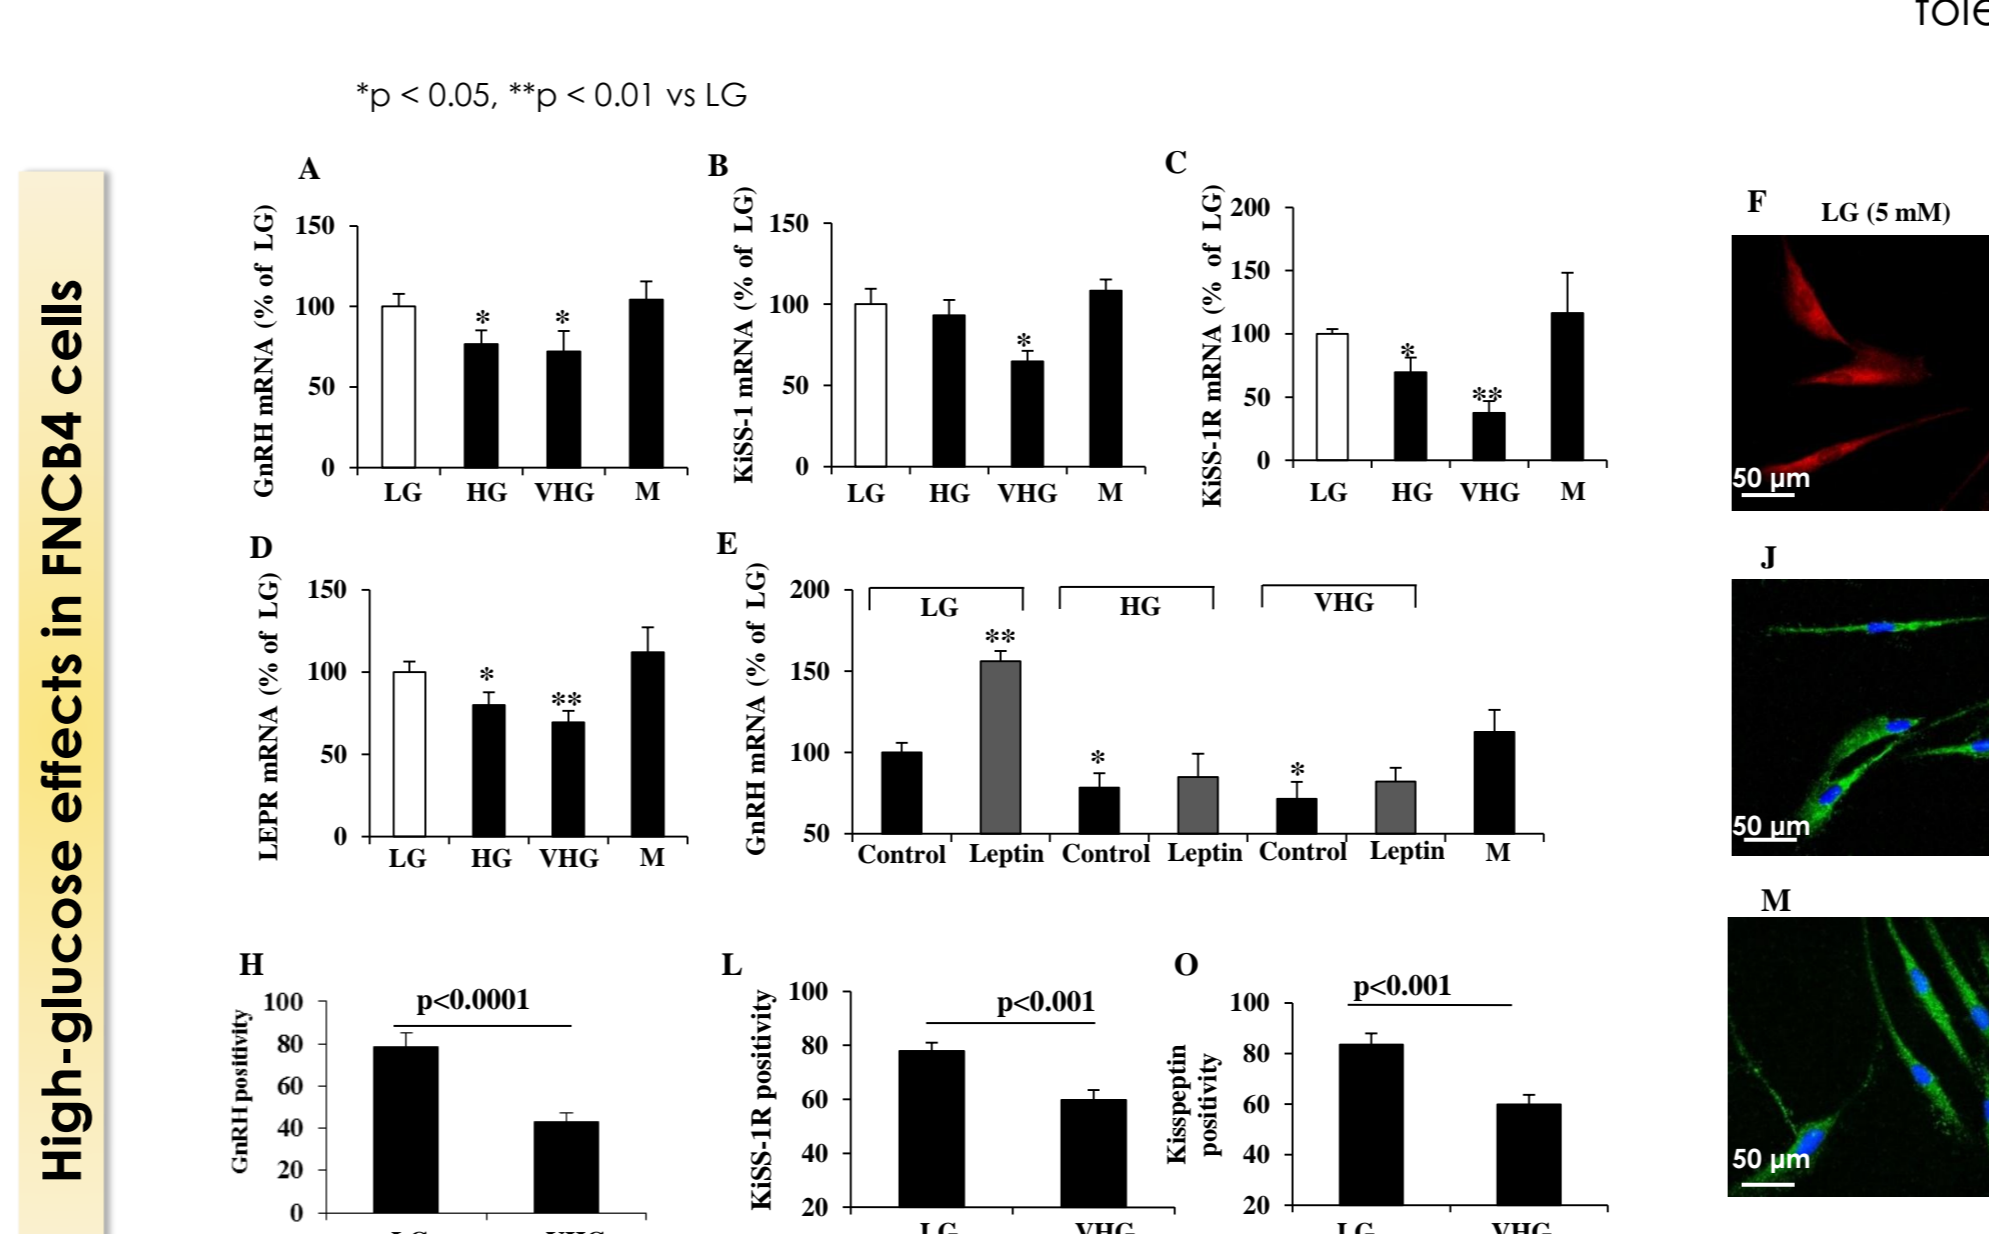 *p < 0.05, **p < 0.01 vs LG
High-glucose effects in FNCB4 cells
A
GnRH mRNA (% of LG)
150
100
50
0
*
*
LG HG VHG M
B
KiSS-1 mRNA (% of LG)
150
100
50
0
*
LG HG VHG M
C
KiSS-1R mRNA (% of LG)
200
150
100
50
0
*
**
LG HG VHG M
F
LG (5 mM)
50 µm
D
LEPR mRNA (% of LG)
150
100
50
0
*
**
LG HG VHG M
E
GnRH mRNA (% of LG)
200
150
100
50
LG HG VHG
**
*
*
Control Leptin Control Leptin Control Leptin M
J
50 µm
H
GnRH positivity
100
80
60
40
20
0
p<0.0001
LG VHG
L
KiSS-1R positivity
100
80
60
40
20
p<0.001
LG VHG
O
Kisspeptin
positivity
100
80
60
40
20
p<0.001
LG VHG
M
50 µm